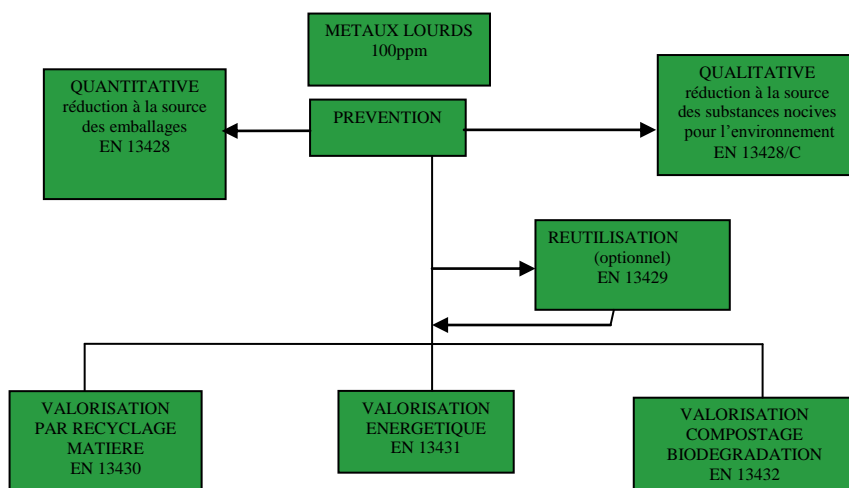 METAUX LOURDS
100ppm
QUANTITATIVE
réduction à la source
des emballages
EN 13428
PREVENTION
QUALITATIVE
réduction à la source
des substances nocives
pour l'environnement
EN 13428/C
REUTILISATION
(optionnel)
EN 13429
VALORISATION
PAR RECYCLAGE
MATIERE
EN 13430
VALORISATION
ENERGETIQUE
EN 13431
VALORISATION
COMPOSTAGE
BIODEGRADATION
EN 13432